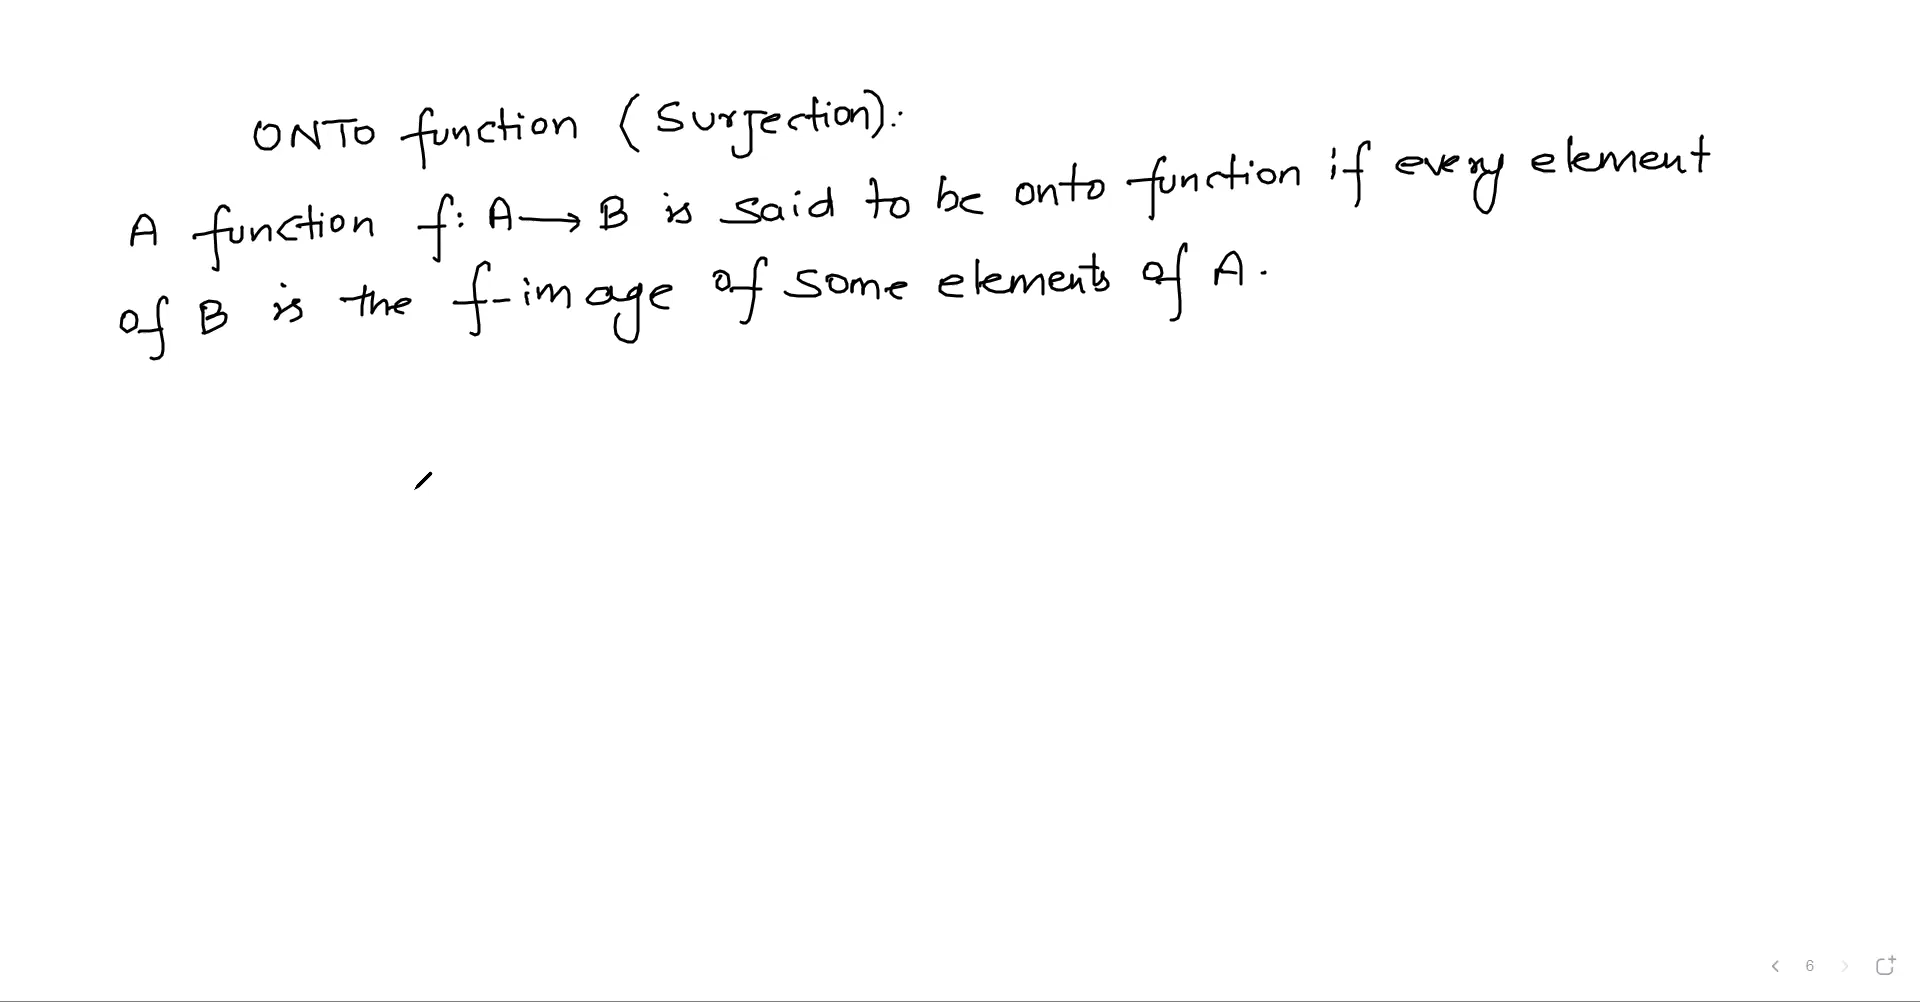 ONTO function (Surjection):
A function f: A⟶B is said to be onto function if every element
of B is the f-image of some elements of A.
6